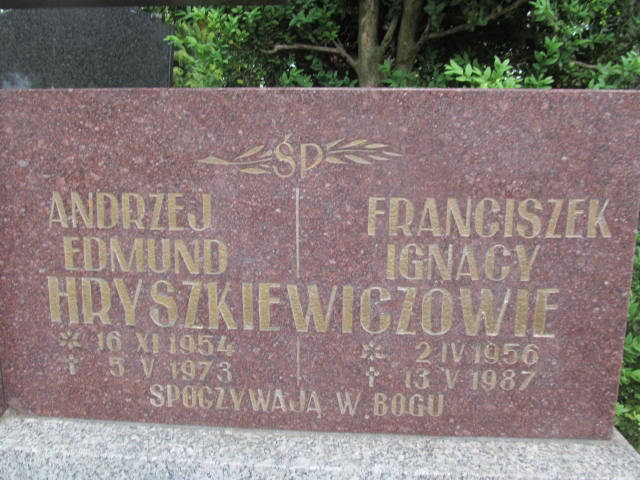 ŚP
ANDRZEJ
EDMUND
FRANCISZEK
IGNACY
HRYSZKIEWICZOWIE
* 16 XI 1954
† 5 V 1973
* 2 IV 1956
† 13 V 1987
SPOCZYWAJĄ W BOGU